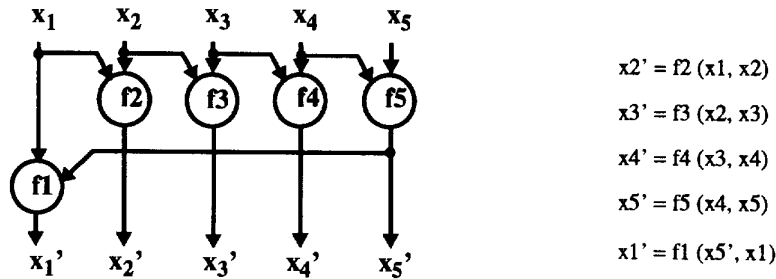 x1 x2 x3 x4 x5
f2 f3 f4 f5
f1
x1' x2' x3' x4' x5'
x2' = f2 (x1, x2)
x3' = f3 (x2, x3)
x4' = f4 (x3, x4)
x5' = f5 (x4, x5)
x1' = f1 (x5', x1)